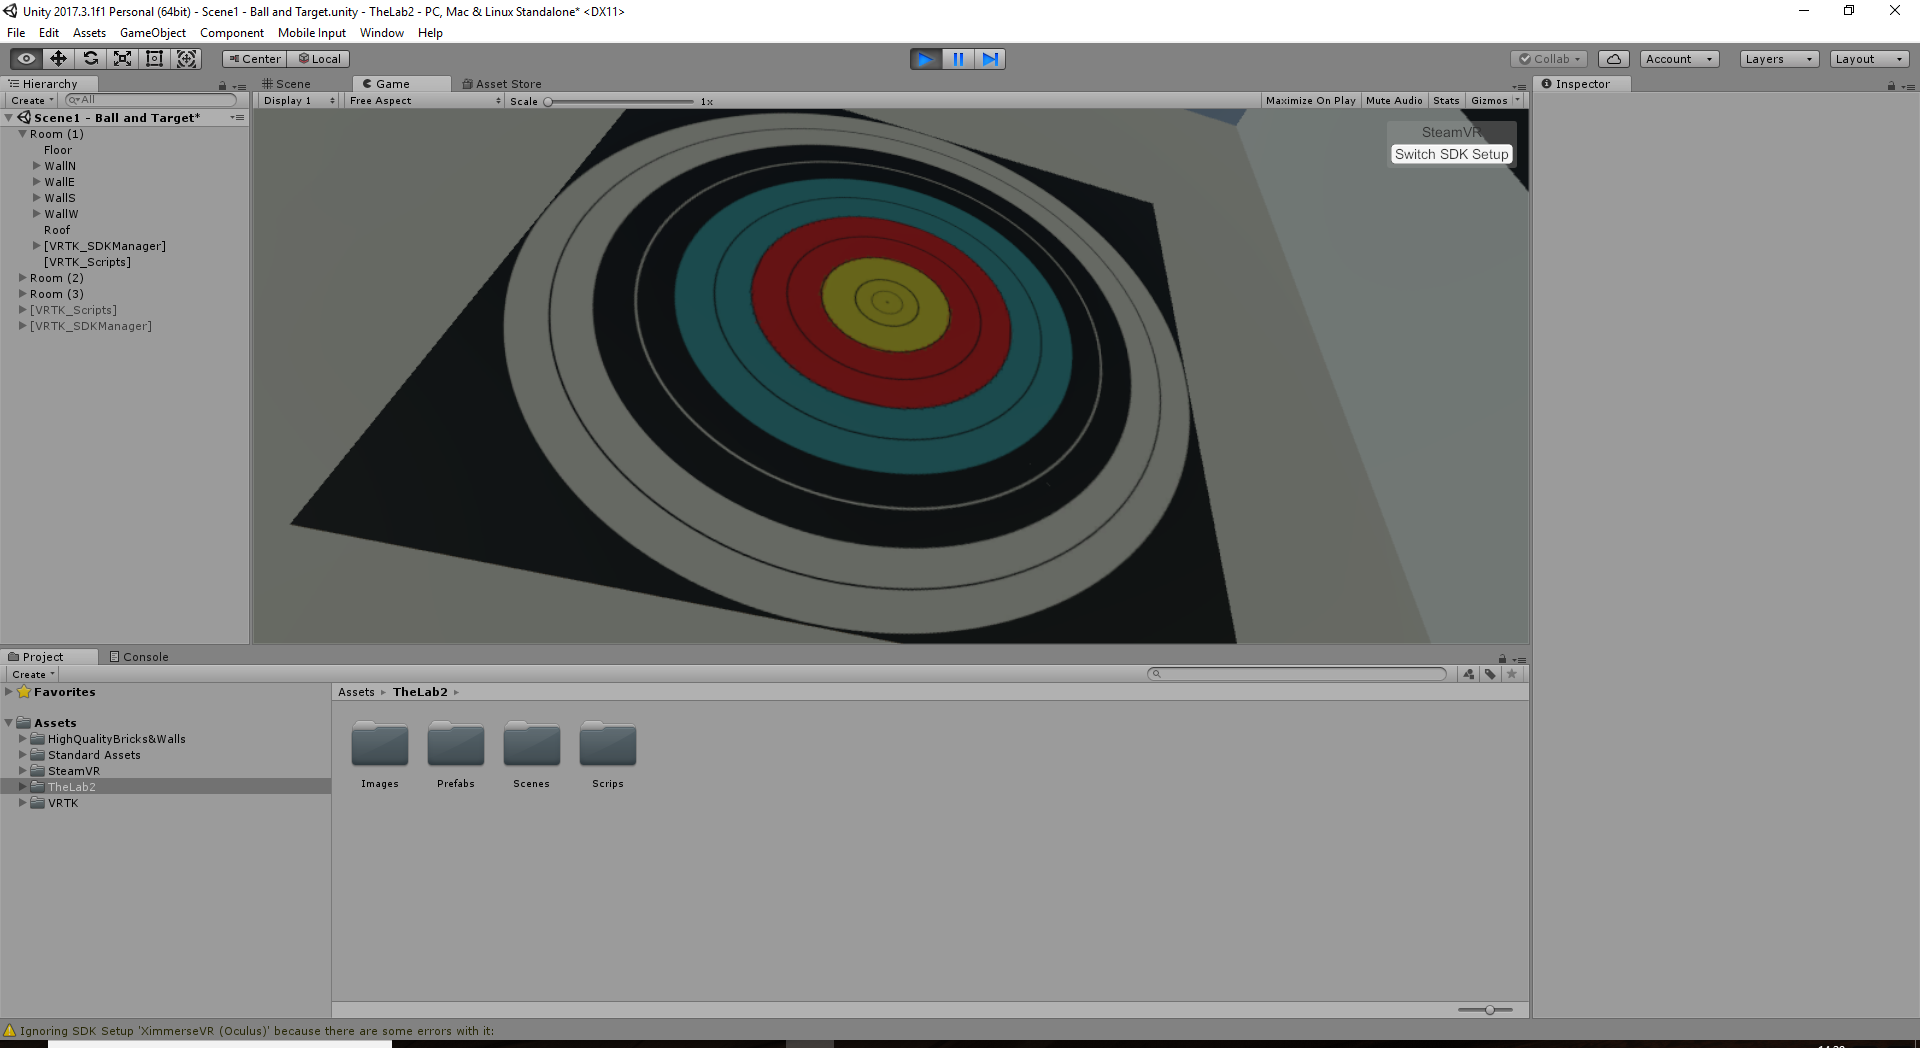 Unity 2017.3.1f1 Personal (64bit) - Scene1 - Ball and Target.unity - TheLab2 - PC, Mac & Linux Standalone* <DX11>
File Edit Assets GameObject Component Mobile Input Window Help
Center Local Collab Account Layers Layout
Hierarchy Scene Game Asset Store Inspector
Create All Display 1 Free Aspect Scale 1x Maximize On Play Mute Audio Stats Gizmos
Scene1 - Ball and Target*
Room (1)
Floor
WallN
WallE
WallS
WallW
Roof
[VRTK_SDKManager]
[VRTK_Scripts]
Room (2)
Room (3)
[VRTK_Scripts]
[VRTK_SDKManager]
SteamVR
Switch SDK Setup
Project Console
Create
Favorites
Assets
HighQualityBricks&Walls
Standard Assets
SteamVR
TheLab2
VRTK
Assets TheLab2
Images Prefabs Scenes Scrips
Ignoring SDK Setup 'XimmerseVR (Oculus)' because there are some errors with it: